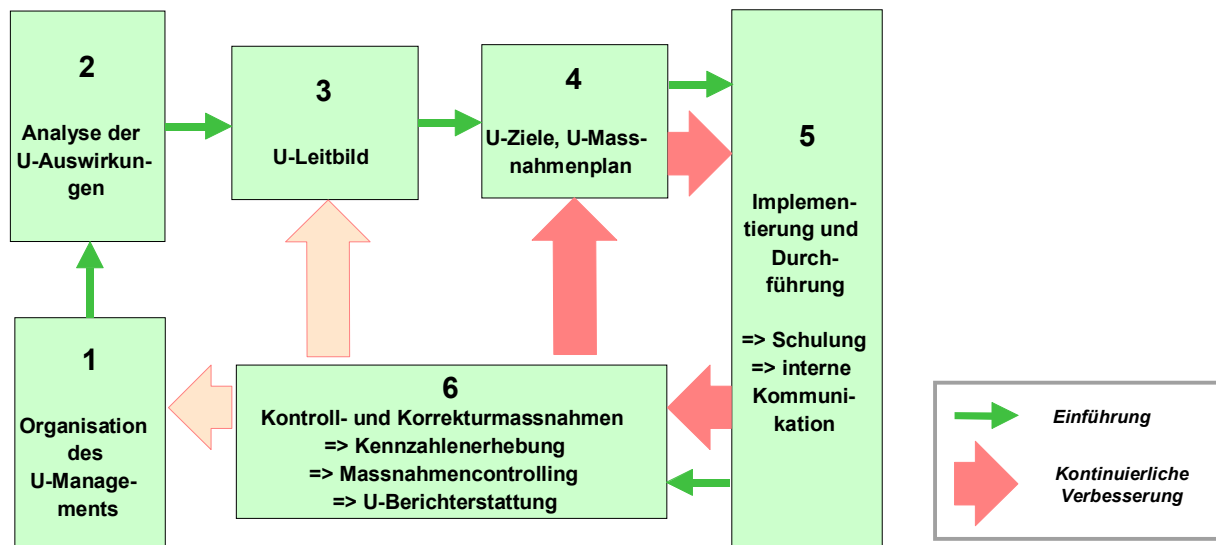 2
Analyse der
U-Auswirkun-
gen
3
U-Leitbild
4
U-Ziele, U-Mass-
nahmenplan
5
Implemen-
tierung und
Durch-
führung
=> Schulung
=> interne
Kommuni-
kation
1
Organisation
des
U-Manage-
ments
6
Kontroll- und Korrekturmassnahmen
=> Kennzahlenerhebung
=> Massnahmencontrolling
=> U-Berichterstattung
Einführung
Kontinuierliche
Verbesserung